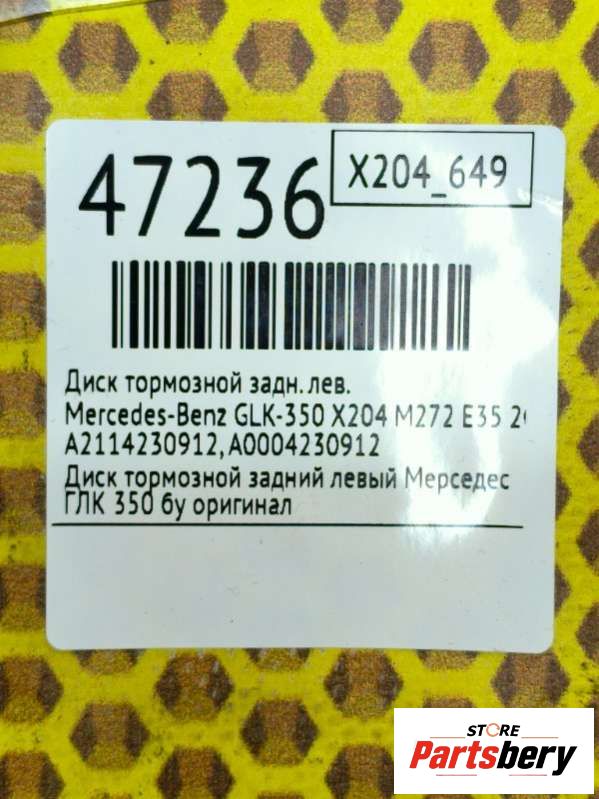 47236
X204_649
Диск тормозной задн. лев.
Mercedes-Benz GLK-350 X204 M272 E35
A2114230912, A0004230912
Диск тормозной задний левый Мерседес
ГЛК 350 бу оригинал
STORE
Partsbery